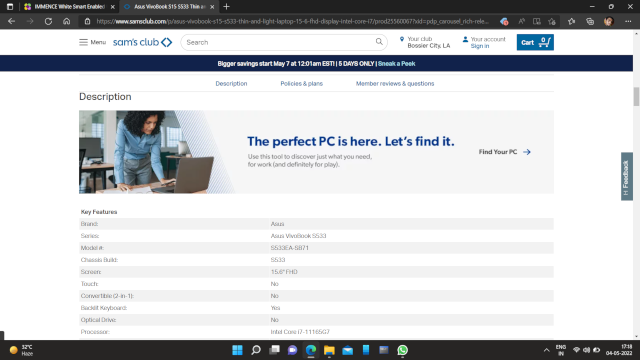 IMMENCE White Smart Enabled
Asus VivoBook S15 S533 Thin an
https://www.samsclub.com/p/asus-vivobook-s15-s533-thin-and-light-laptop-15-6-fhd-display-intel-core-i7/prod25560067?xid=pdp_carousel_rich-rele...
Menu
sam's club
Search
Your club
Bossier City, LA
Your account
Sign in
Cart
0
Bigger savings start May 7 at 12:01am EST! | 5 DAYS ONLY | Sneak a Peek
Description
Policies & plans
Member reviews & questions
Description
The perfect PC is here. Let's find it.
Use this tool to discover just what you need,
for work (and definitely for play).
Find Your PC
Feedback
Key Features
Brand: Asus
Series: Asus VivoBook S533
Model #: S533EA-SB71
Chassis Build: S533
Screen: 15.6" FHD
Touch: No
Convertible (2-in-1): No
Backlit Keyboard: Yes
Optical Drive: No
Processor: Intel Core i7-1165G7
32°C
Haze
ENG
IN
17:18
04-05-2022